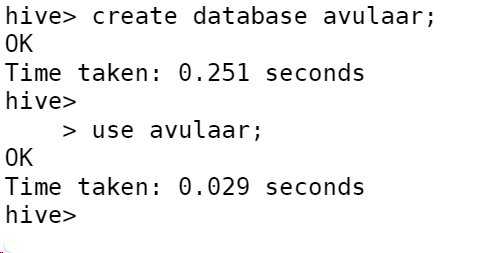 hive> create database avulaar;
OK
Time taken: 0.251 seconds
hive>
    > use avulaar;
OK
Time taken: 0.029 seconds
hive>